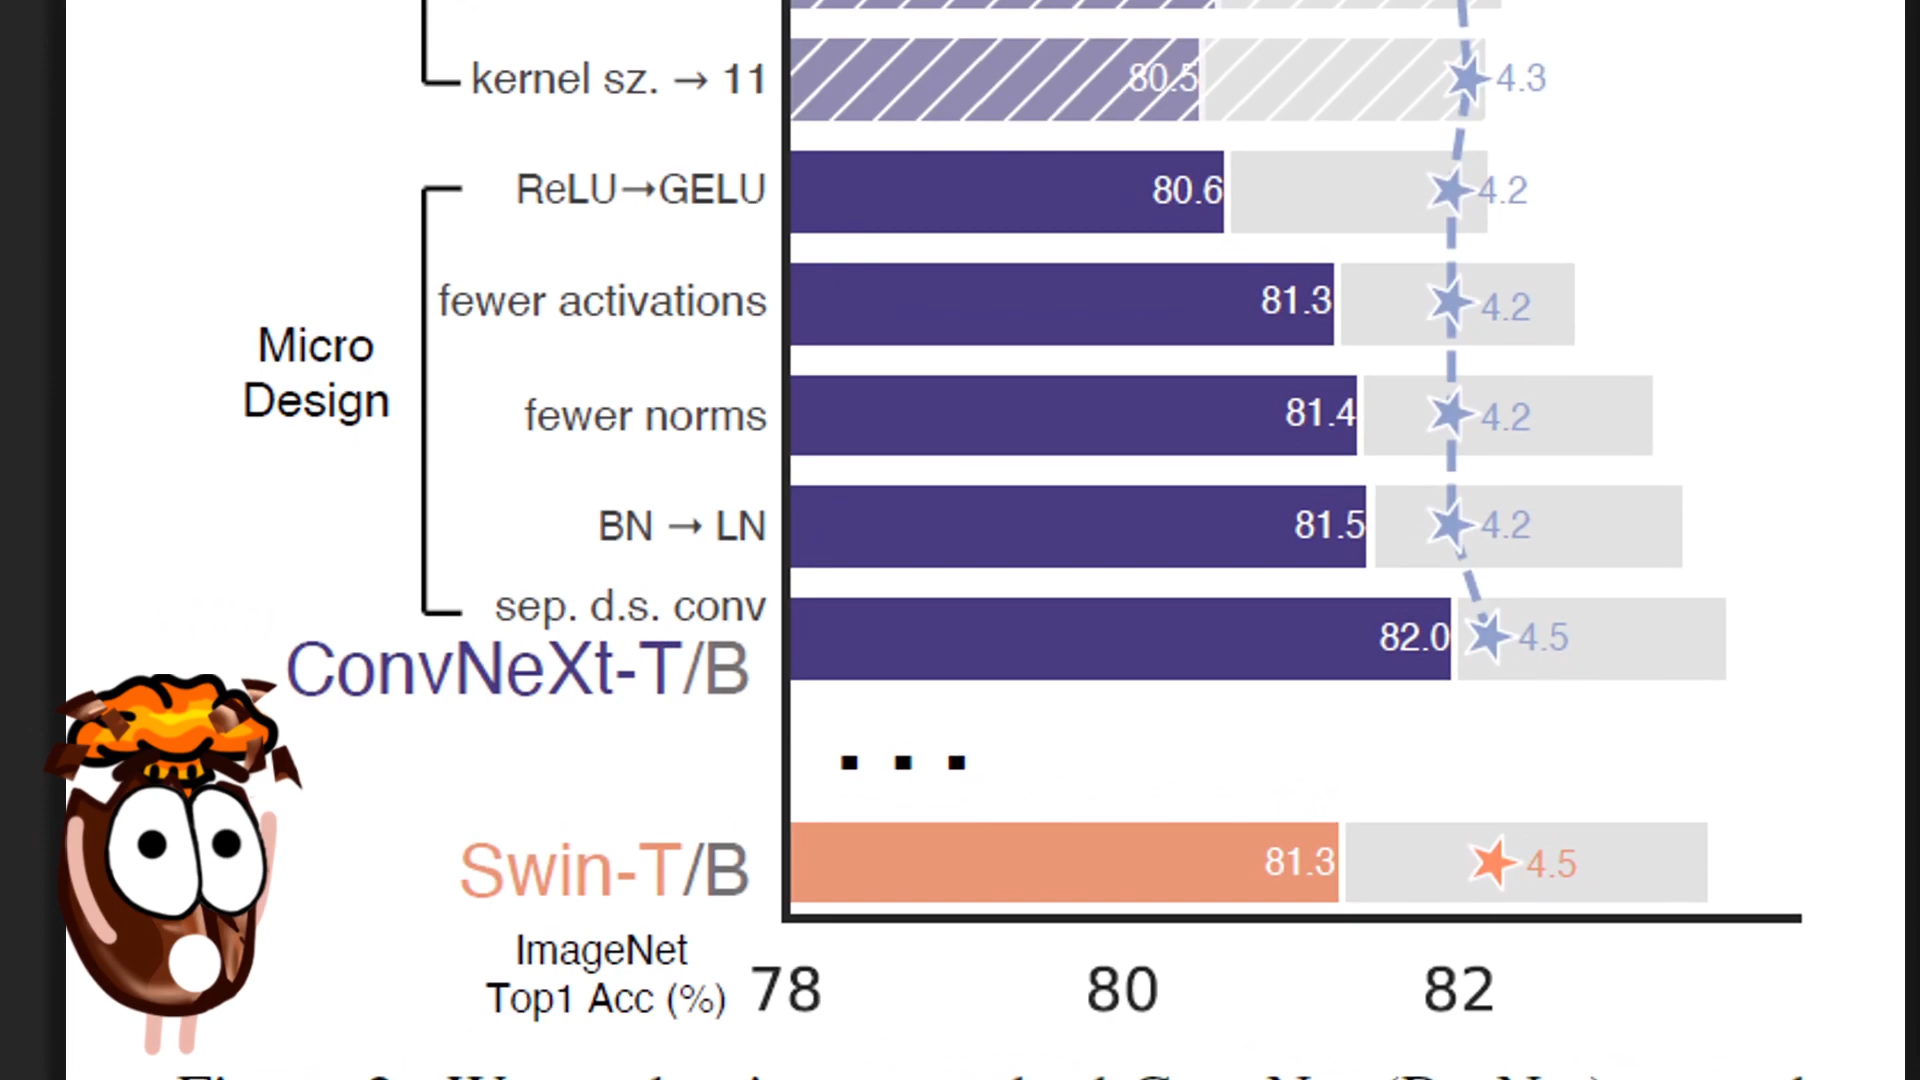 kernel sz. → 11 80.5 4.3
ReLU→GELU 80.6 4.2
fewer activations 81.3 4.2
Micro
Design
fewer norms 81.4 4.2
BN → LN 81.5 4.2
sep. d.s. conv
82.0 4.5
ConvNeXt-T/B
...
Swin-T/B 81.3 4.5
ImageNet
Top1 Acc (%)
78 80 82